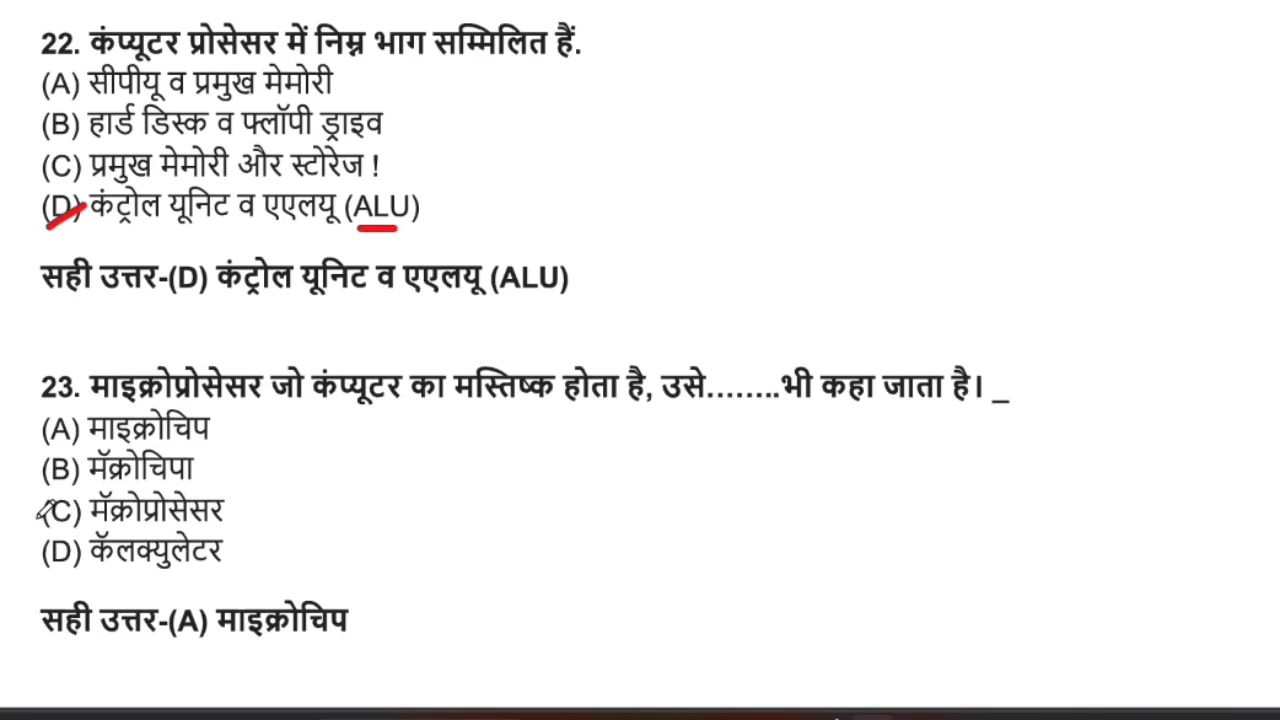 22. कंप्यूटर प्रोसेसर में निम्न भाग सम्मिलित हैं.
(A) सीपीयू व प्रमुख मेमोरी
(B) हार्ड डिस्क व फ्लॉपी ड्राइव
(C) प्रमुख मेमोरी और स्टोरेज !
(D) कंट्रोल यूनिट व एएलयू (ALU)
सही उत्तर-(D) कंट्रोल यूनिट व एएलयू (ALU)
23. माइक्रोप्रोसेसर जो कंप्यूटर का मस्तिष्क होता है, उसे........भी कहा जाता है। _
(A) माइक्रोचिप
(B) मॅक्रोचिपा
(C) मॅक्रोप्रोसेसर
(D) कॅलक्युलेटर
सही उत्तर-(A) माइक्रोचिप